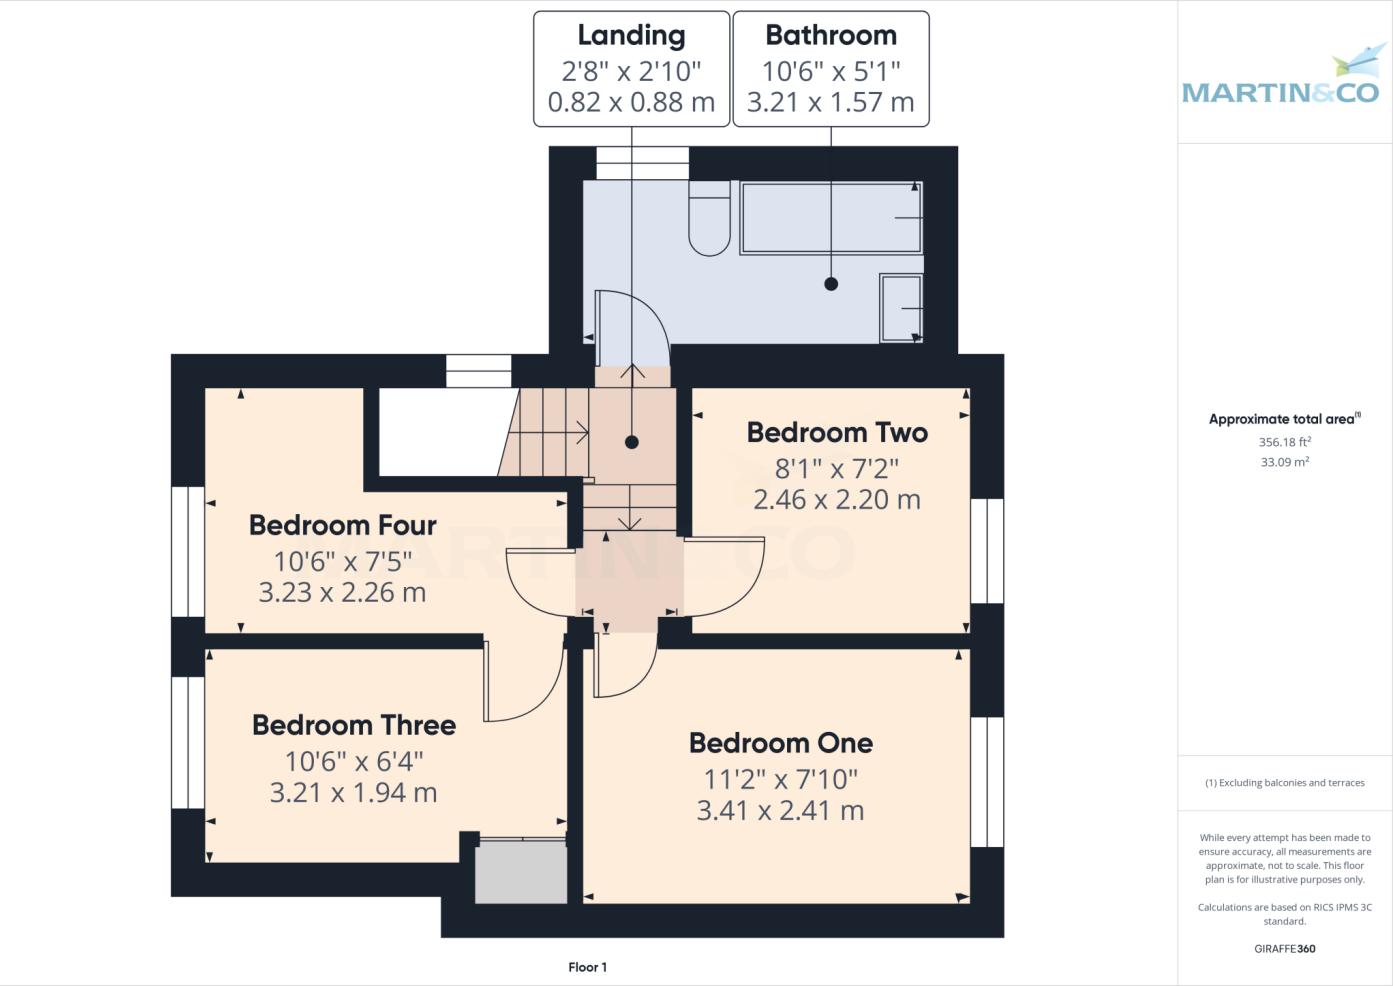 Landing
2'8" x 2'10"
0.82 x 0.88 m
Bathroom
10'6" x 5'1"
3.21 x 1.57 m
MARTIN&CO
Bedroom Two
8'1" x 7'2"
2.46 x 2.20 m
Bedroom Four
10'6" x 7'5"
3.23 x 2.26 m
MARTIN&CO
Bedroom Three
10'6" x 6'4"
3.21 x 1.94 m
Bedroom One
11'2" x 7'10"
3.41 x 2.41 m
Floor 1
Approximate total area(1)
356.18 ft²
33.09 m²
(1) Excluding balconies and terraces
While every attempt has been made to
ensure accuracy, all measurements are
approximate, not to scale. This floor
plan is for illustrative purposes only.
Calculations are based on RICS IPMS 3C
standard.
GIRAFFE360